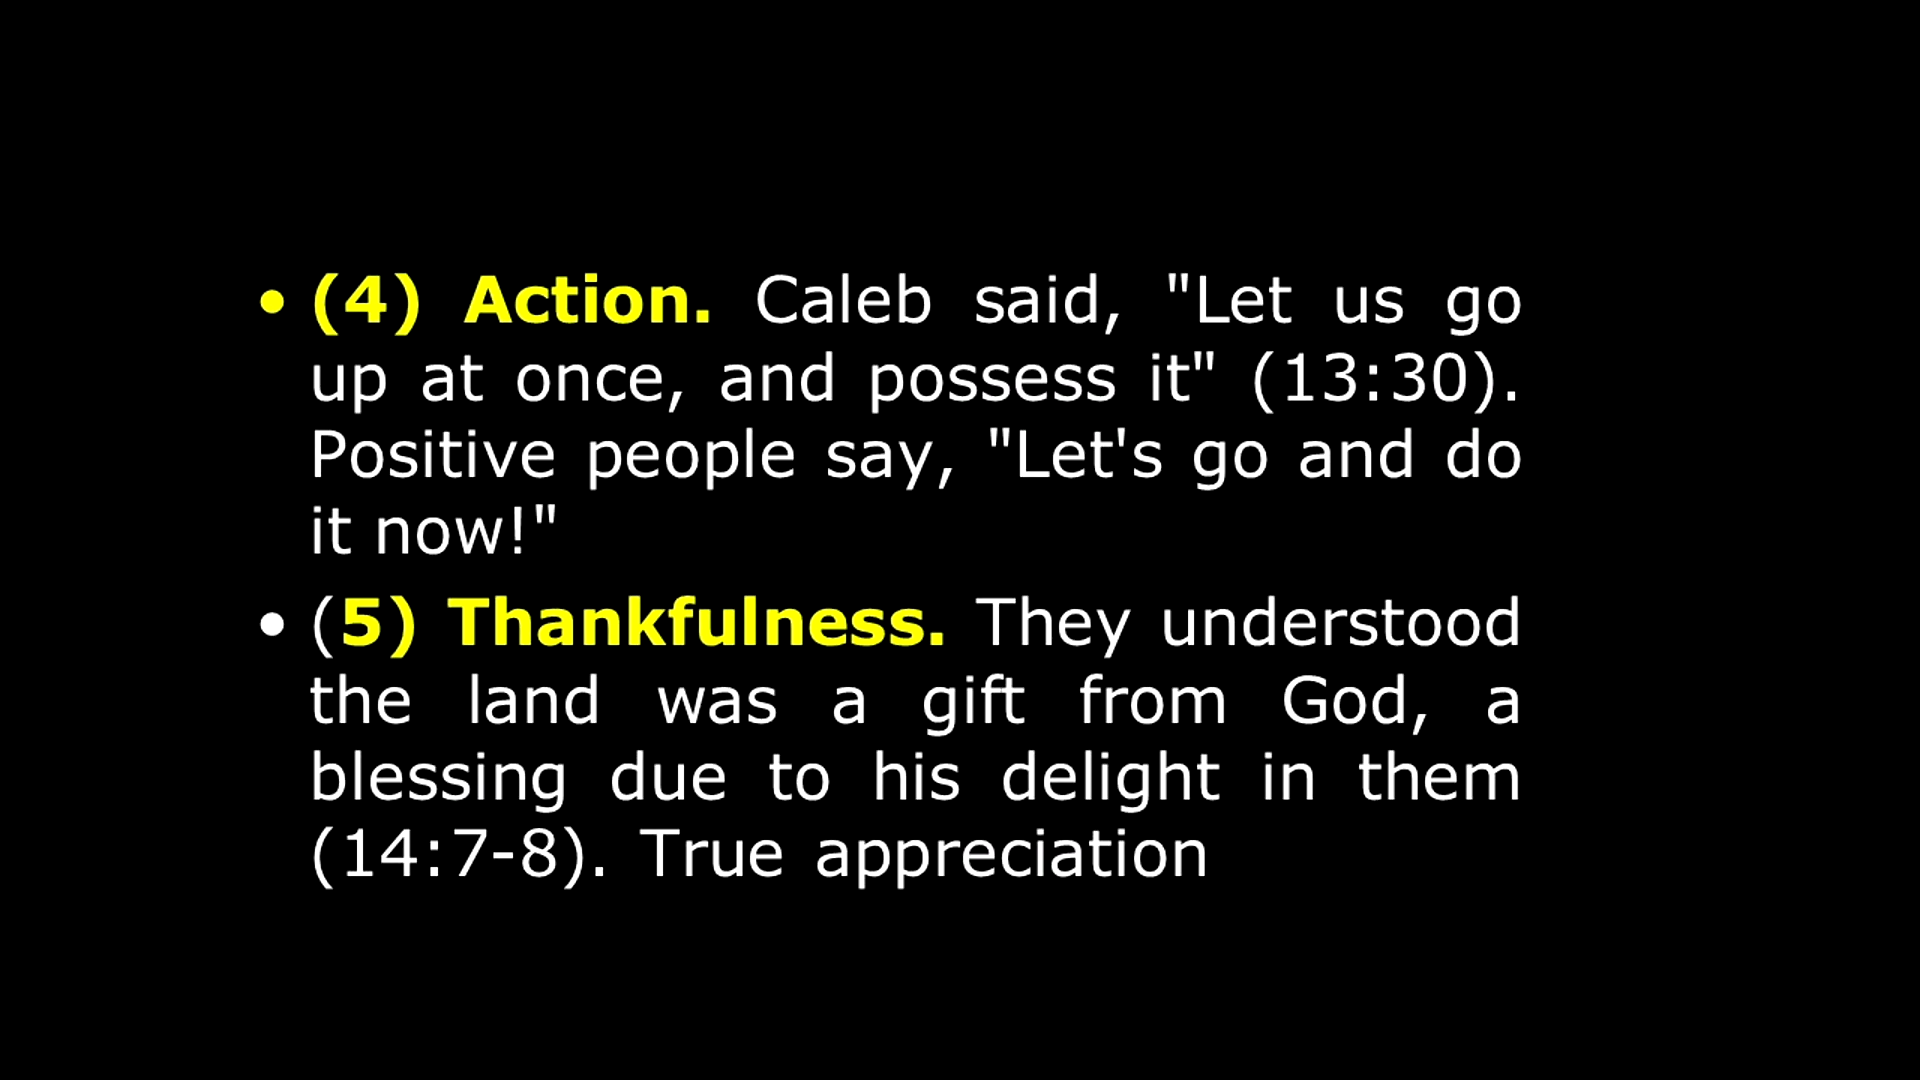 • (4) Action. Caleb said, "Let us go
up at once, and possess it" (13:30).
Positive people say, "Let's go and do
it now!"
• (5) Thankfulness. They understood
the land was a gift from God, a
blessing due to his delight in them
(14:7-8). True appreciation